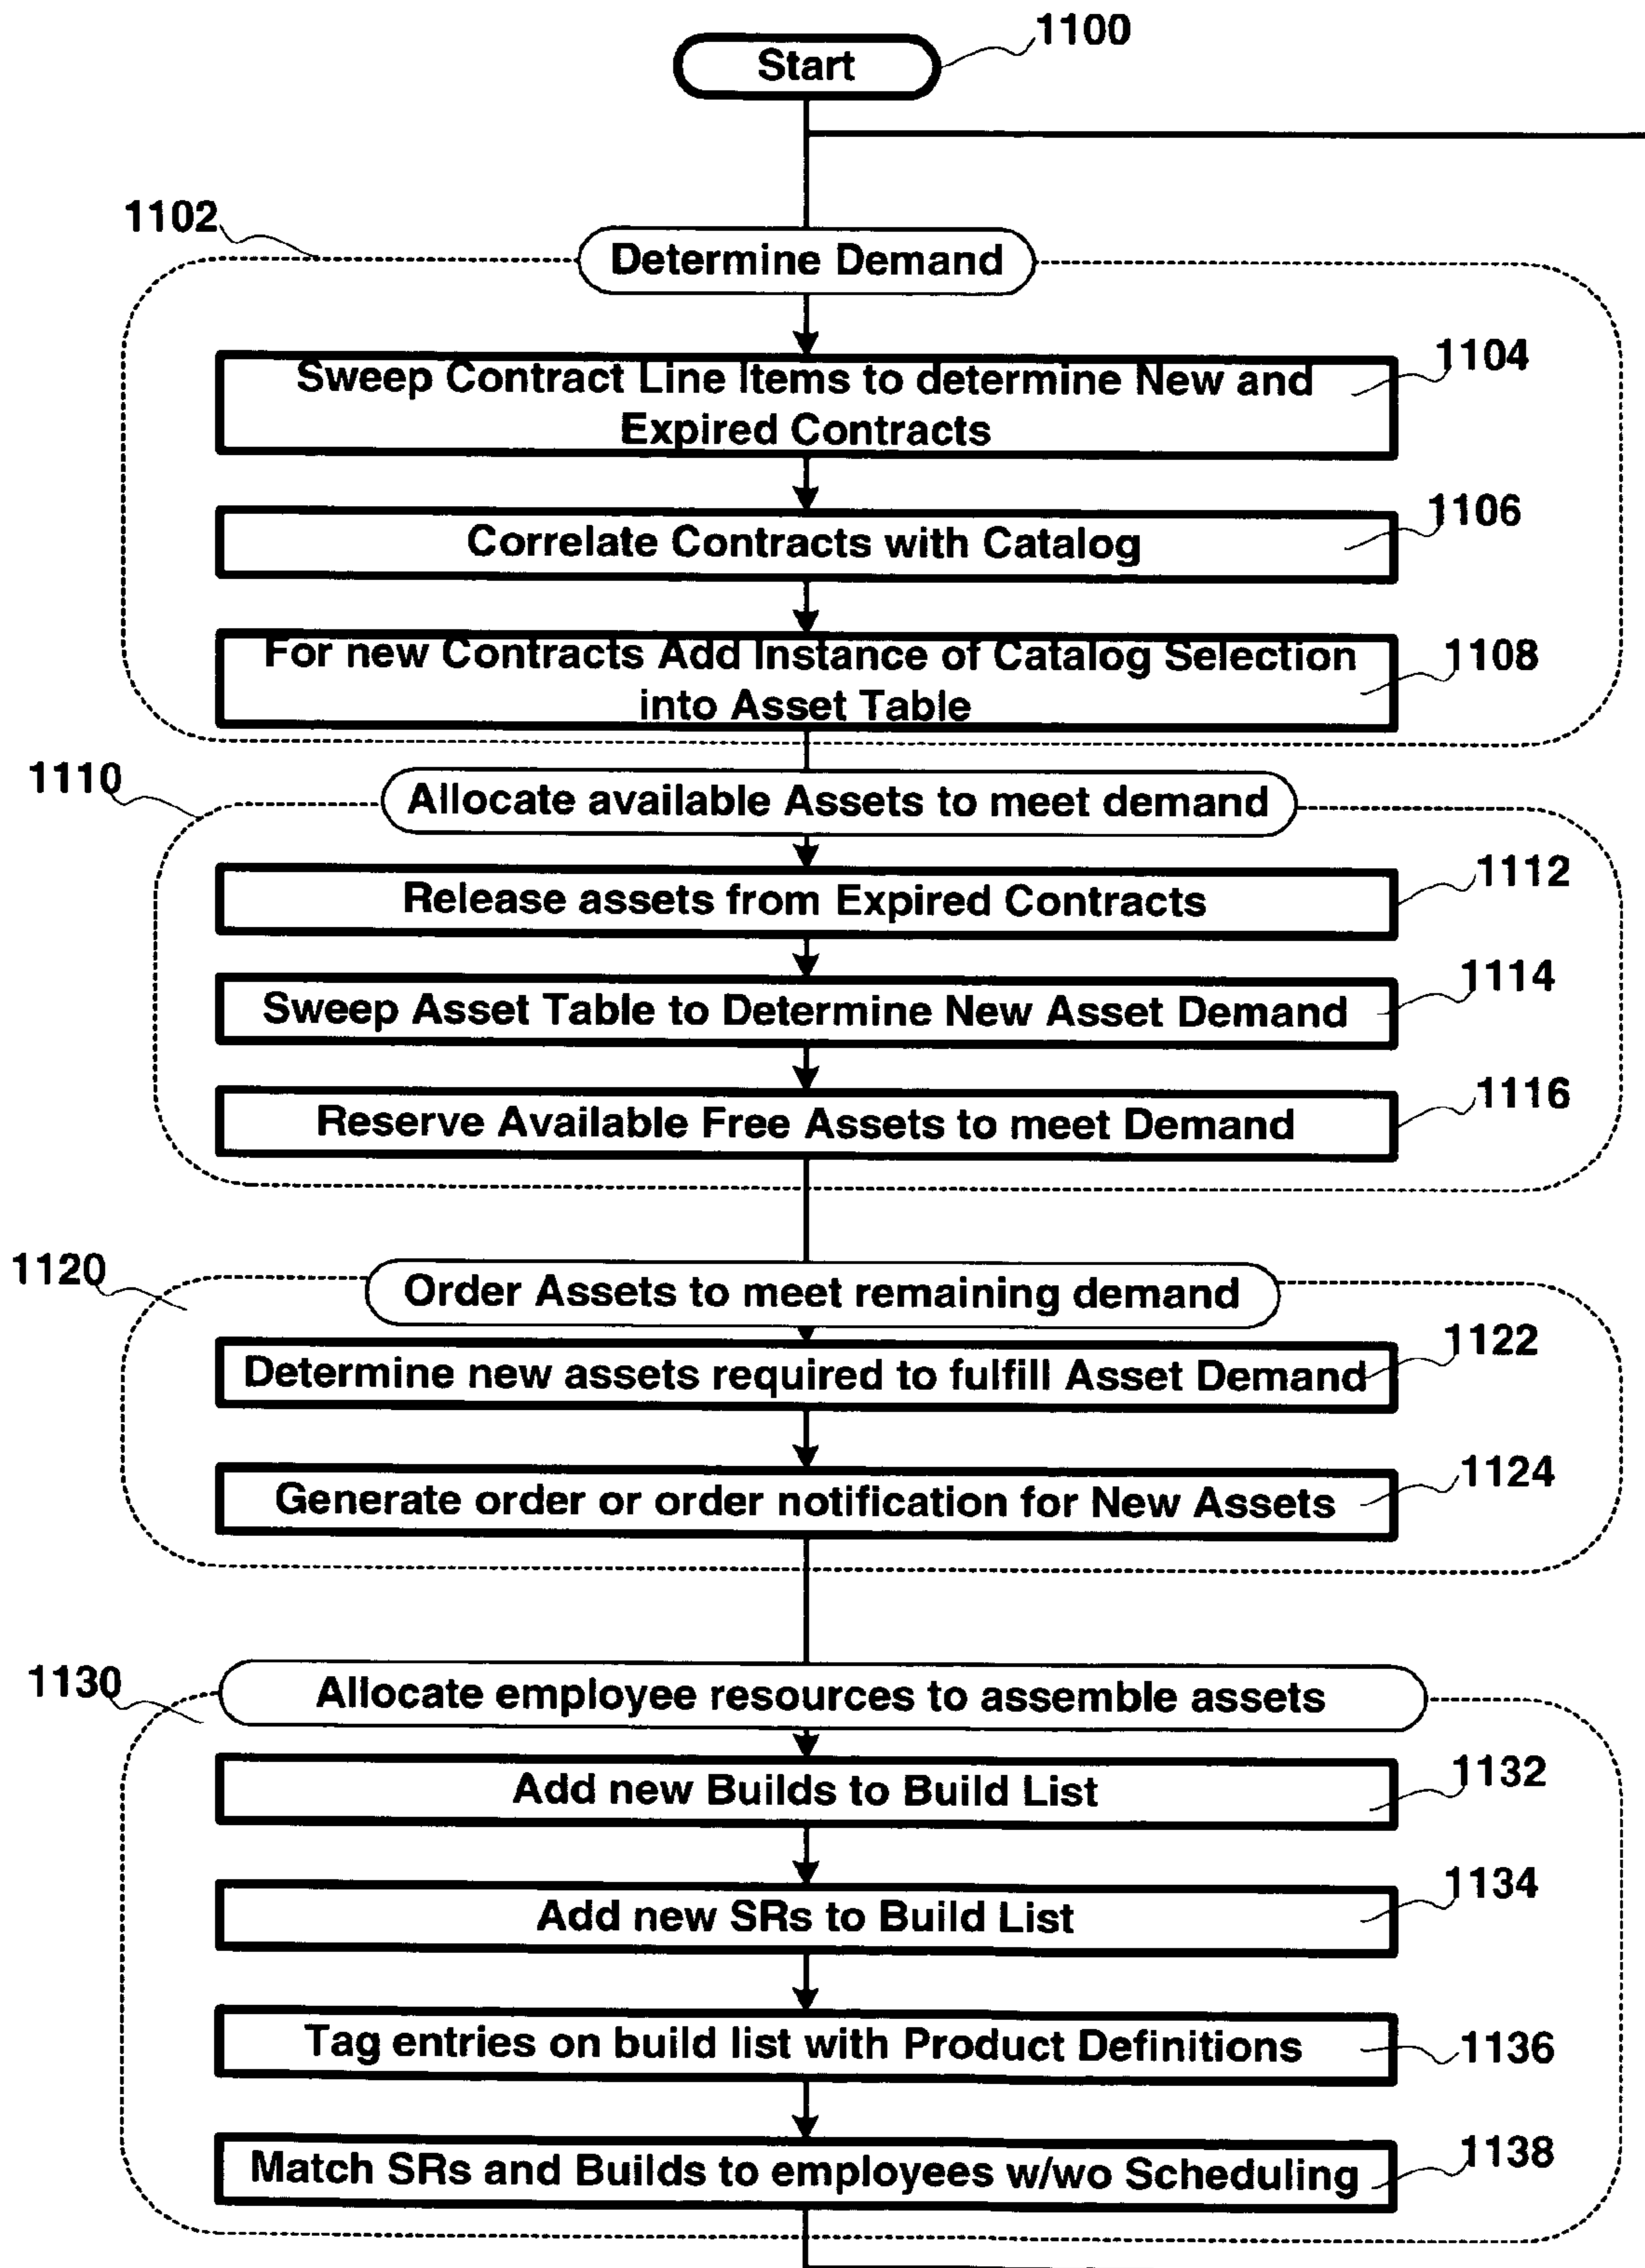 1100
Start
1102
Determine Demand
1104
Sweep Contract Line Items to determine New and
Expired Contracts
1106
Correlate Contracts with Catalog
1108
For new Contracts Add Instance of Catalog Selection
into Asset Table
1110
Allocate available Assets to meet demand
1112
Release assets from Expired Contracts
1114
Sweep Asset Table to Determine New Asset Demand
1116
Reserve Available Free Assets to meet Demand
1120
Order Assets to meet remaining demand
1122
Determine new assets required to fulfill Asset Demand
1124
Generate order or order notification for New Assets
1130
Allocate employee resources to assemble assets
1132
Add new Builds to Build List
1134
Add new SRs to Build List
Tag entries on build list with Product Definitions
1136
1138
Match SRs and Builds to employees w/wo Scheduling